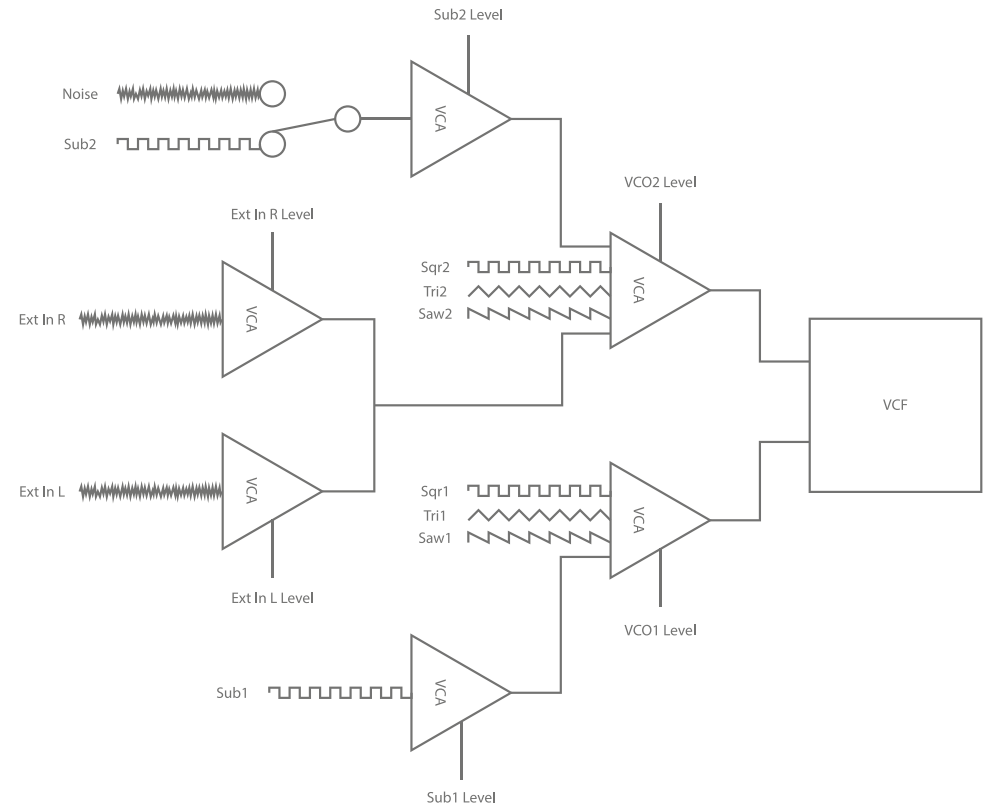 Sub2 Level
Noise
VCA
Sub2
VCO2 Level
Ext In R Level
Sqr2
VCA
Tri2
Saw2
Ext In R
VCA
VCF
Ext In L
VCA
Sqr1
Tri1
VCA
Saw1
Ext In L Level
VCO1 Level
Sub1
VCA
Sub1 Level